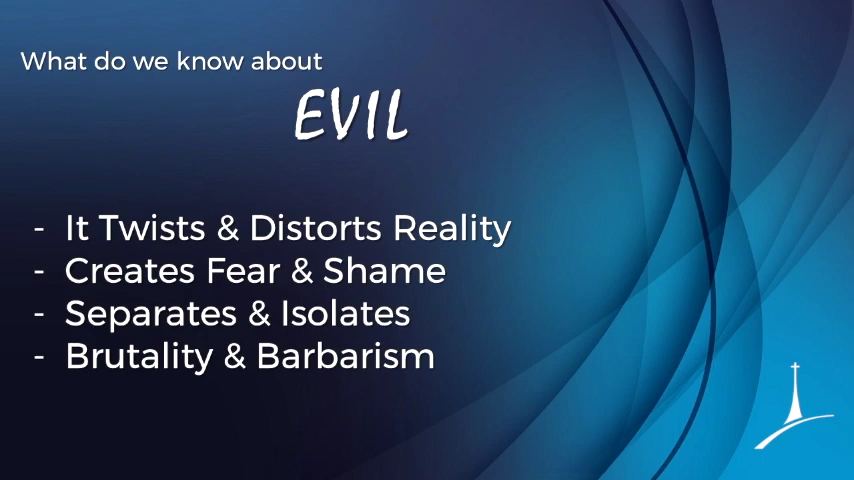 What do we know about
EVIL
- It Twists & Distorts Reality
- Creates Fear & Shame
- Separates & Isolates
- Brutality & Barbarism